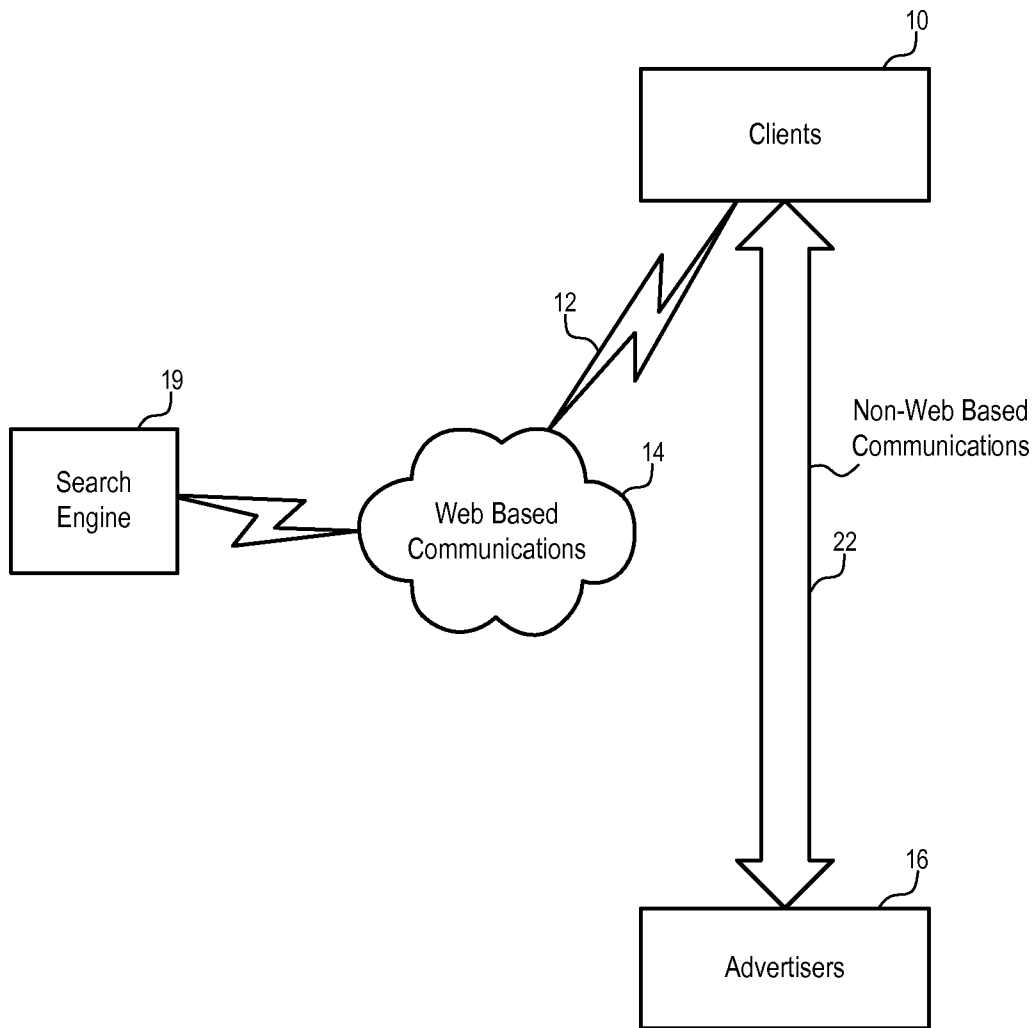 10
Clients
12
19
Non-Web Based
Communications
Search
Engine
14
Web Based
Communications
22
16
Advertisers